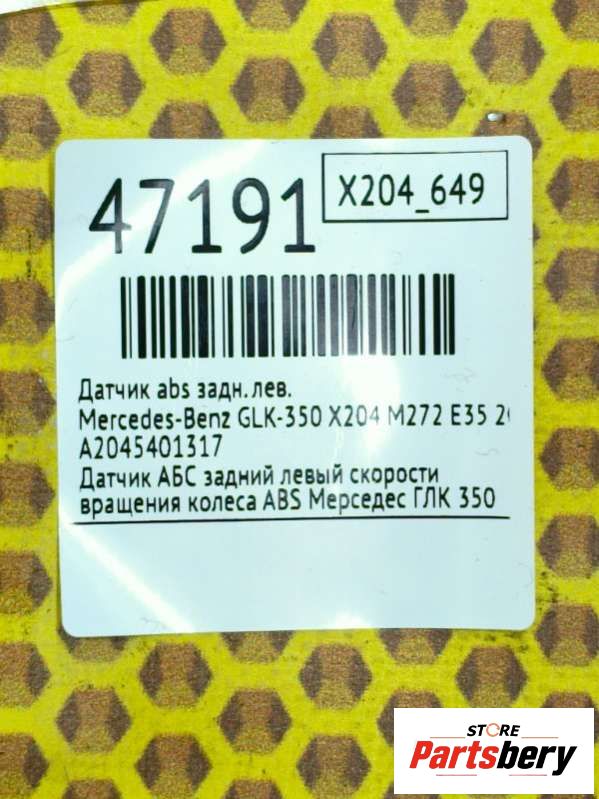 47191
X204_649
Датчик abs задн.лев.
Mercedes-Benz GLK-350 X204 M272 E35
A2045401317
Датчик АБС задний левый скорости
вращения колеса ABS Мерседес ГЛК 350
STORE
Partsbery